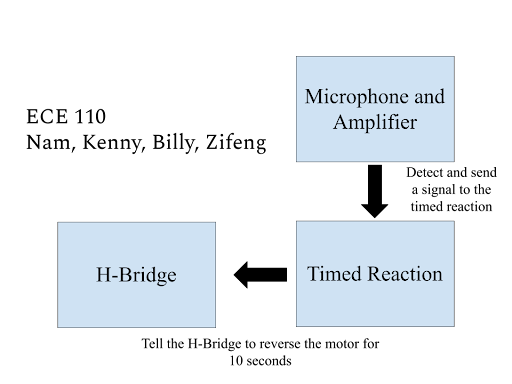 ECE 110
Nam, Kenny, Billy, Zifeng
Microphone and
Amplifier
Detect and send
a signal to the
timed reaction
H-Bridge
Timed Reaction
Tell the H-Bridge to reverse the motor for
10 seconds